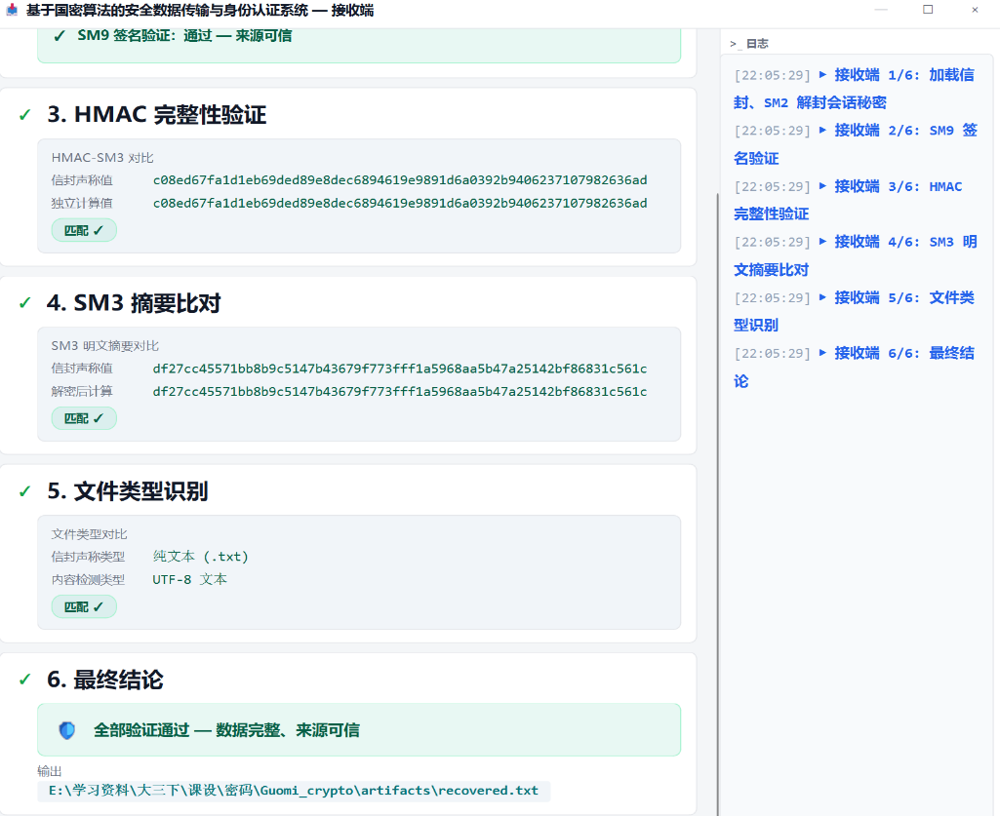 基于国密算法的安全数据传输与身份认证系统 — 接收端
✓ SM9 签名验证：通过 — 来源可信
✓ 3. HMAC 完整性验证
HMAC-SM3 对比
信封声称值 c08ed67fa1d1eb69ded89e8dec6894619e9891d6a0392b9406237107982636ad
独立计算值 c08ed67fa1d1eb69ded89e8dec6894619e9891d6a0392b9406237107982636ad
匹配 ✓
✓ 4. SM3 摘要比对
SM3 明文摘要对比
信封声称值 df27cc45571bb8b9c5147b43679f773fff1a5968aa5b47a25142bf86831c561c
解密后计算 df27cc45571bb8b9c5147b43679f773fff1a5968aa5b47a25142bf86831c561c
匹配 ✓
✓ 5. 文件类型识别
文件类型对比
信封声称类型 纯文本 (.txt)
内容检测类型 UTF-8 文本
匹配 ✓
✓ 6. 最终结论
全部验证通过 — 数据完整、来源可信
输出
E:\学习资料\大三下\课设\密码\Guomi_crypto\artifacts\recovered.txt
>_ 日志
[22:05:29] ▶ 接收端 1/6: 加载信
封、SM2 解封会话秘密
[22:05:29] ▶ 接收端 2/6: SM9 签
名验证
[22:05:29] ▶ 接收端 3/6: HMAC
完整性验证
[22:05:29] ▶ 接收端 4/6: SM3 明
文摘要比对
[22:05:29] ▶ 接收端 5/6: 文件类
型识别
[22:05:29] ▶ 接收端 6/6: 最终结
论